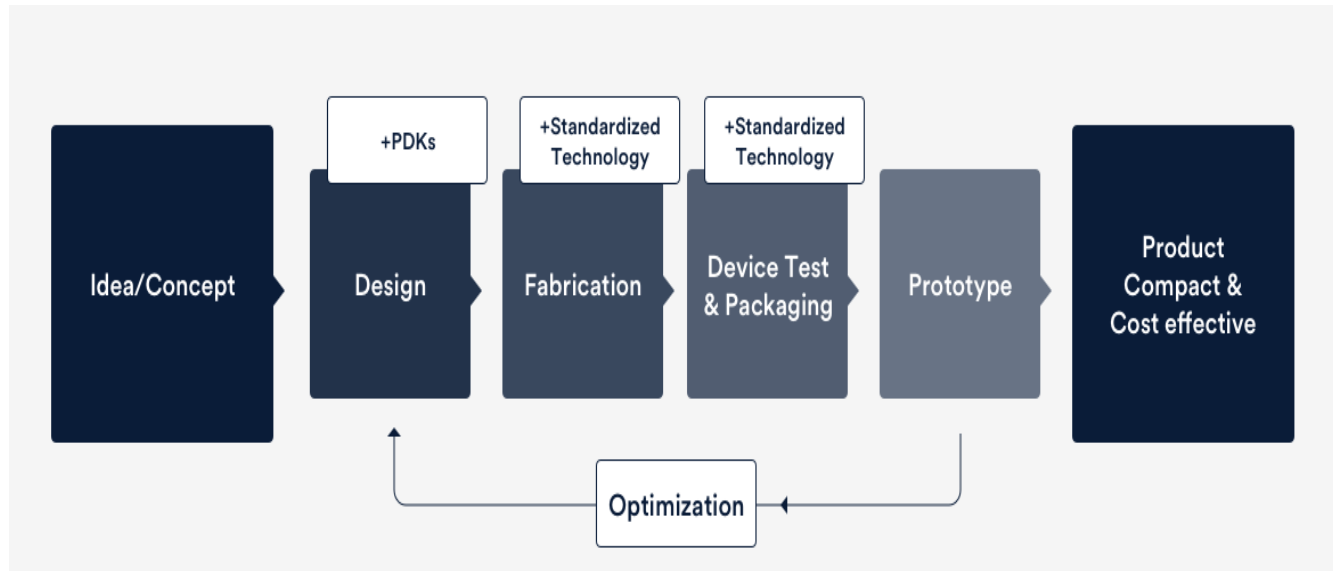 +PDKs
+Standardized
Technology
+Standardized
Technology
Idea/Concept
Design
Fabrication
Device Test
& Packaging
Prototype
Product
Compact &
Cost effective
Optimization